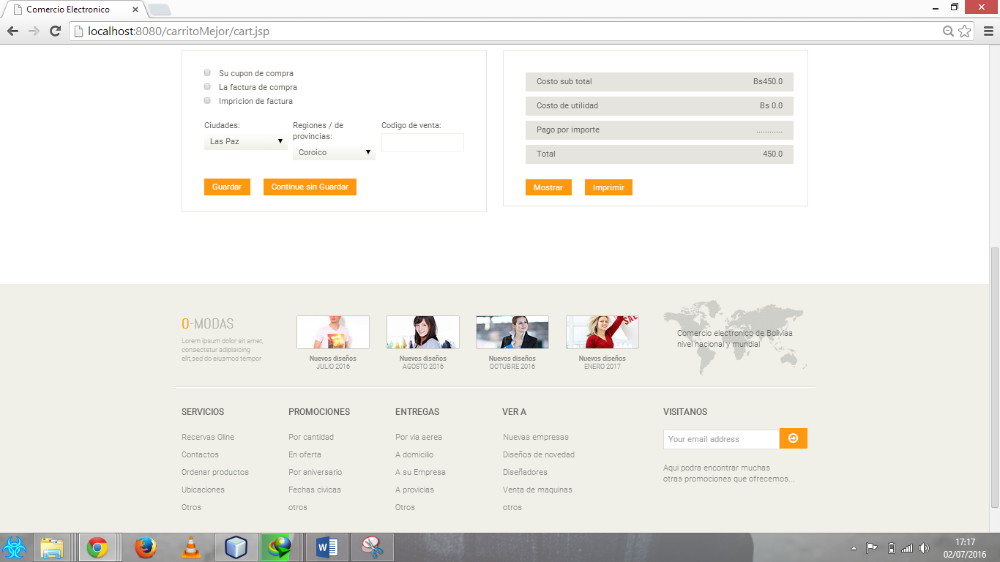 Comercio Electronico
localhost:8080/carritoMejor/cart.jsp
Su cupon de compra
La factura de compra
Impricion de factura
Ciudades:
Las Paz
Regiones / de
provincias:
Coroico
Codigo de venta:
Guardar
Continue sin Guardar
Costo sub total Bs450.0
Costo de utilidad Bs 0.0
Pago por importe ............
Total 450.0
Mostrar
Imprimir
O-MODAS
Lorem ipsum dolor sit amet,
consectetur adipisicing
elit,sed do eiusmod tempor
Nuevos diseños
JULIO 2016
Nuevos diseños
AGOSTO 2016
Nuevos diseños
OCTUBRE 2016
SALE
Nuevos diseños
ENERO 2017
Comercio electronico de Boliviaa
nivel nacional y mundial
SERVICIOS
Recervas Oline
Contactos
Ordenar productos
Ubicaciones
Otros
PROMOCIONES
Por cantidad
En oferta
Por aniversario
Fechas civicas
otros
ENTREGAS
Por via aerea
A domicilio
A su Empresa
A provicias
Otros
VER A
Nuevas empresas
Diseños de novedad
Diseñadores
Venta de maquinas
otros
VISITANOS
Your email address
Aqui podra encontrar muchas
otras promociones que ofrecemos...
17:17
02/07/2016